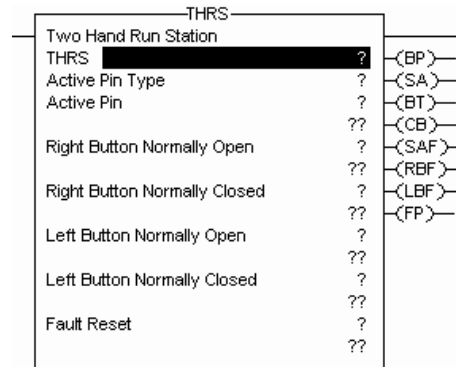 THRS
Two Hand Run Station
THRS ? (BP)
Active Pin Type ? (SA)
Active Pin ? (BT)
?? (CB)
Right Button Normally Open ? (SAF)
?? (RBF)
Right Button Normally Closed ? (LBF)
?? (FP)
Left Button Normally Open ?
??
Left Button Normally Closed ?
??
Fault Reset ?
??